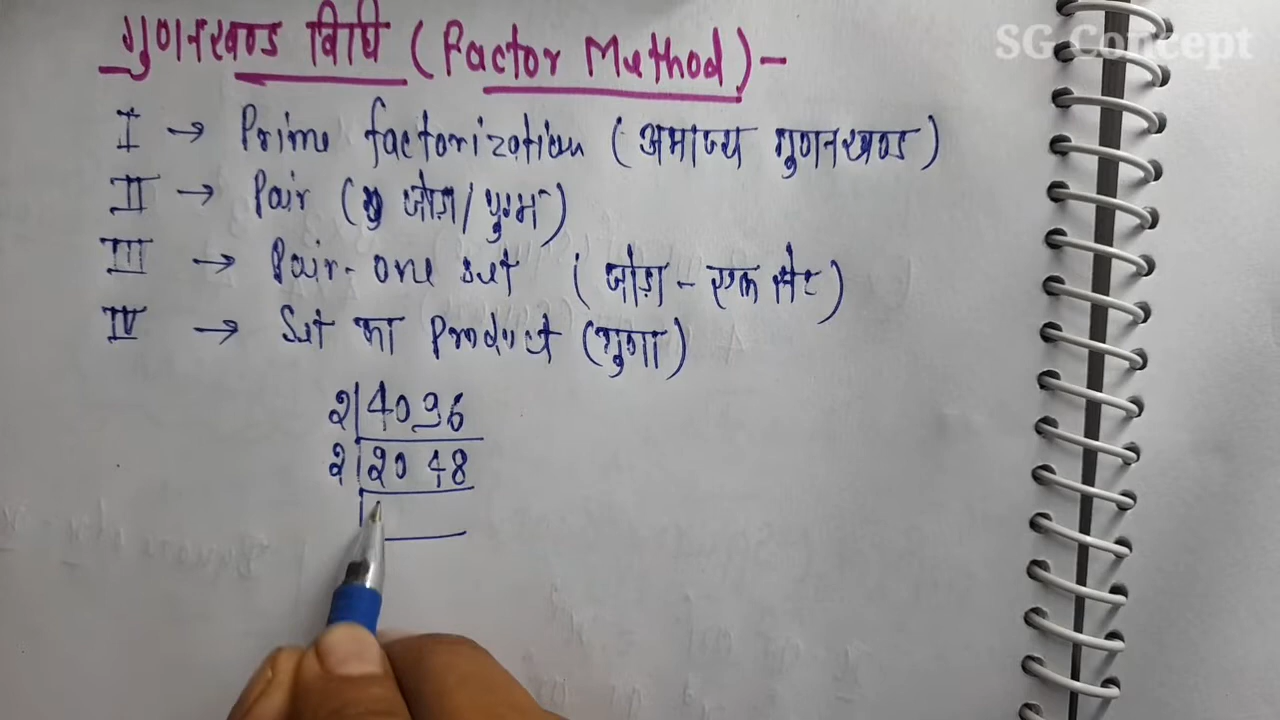 SG Concept
गुणनखण्ड विधि (Factor Method) -
I → Prime factorization (अभाज्य गुणनखण्ड)
II → Pair (जोड़ा/युग्म)
III → Pair-one set (जोड़ा - एक सेट)
IV → Set का Product (गुणा)
2 | 4096
2 | 2048